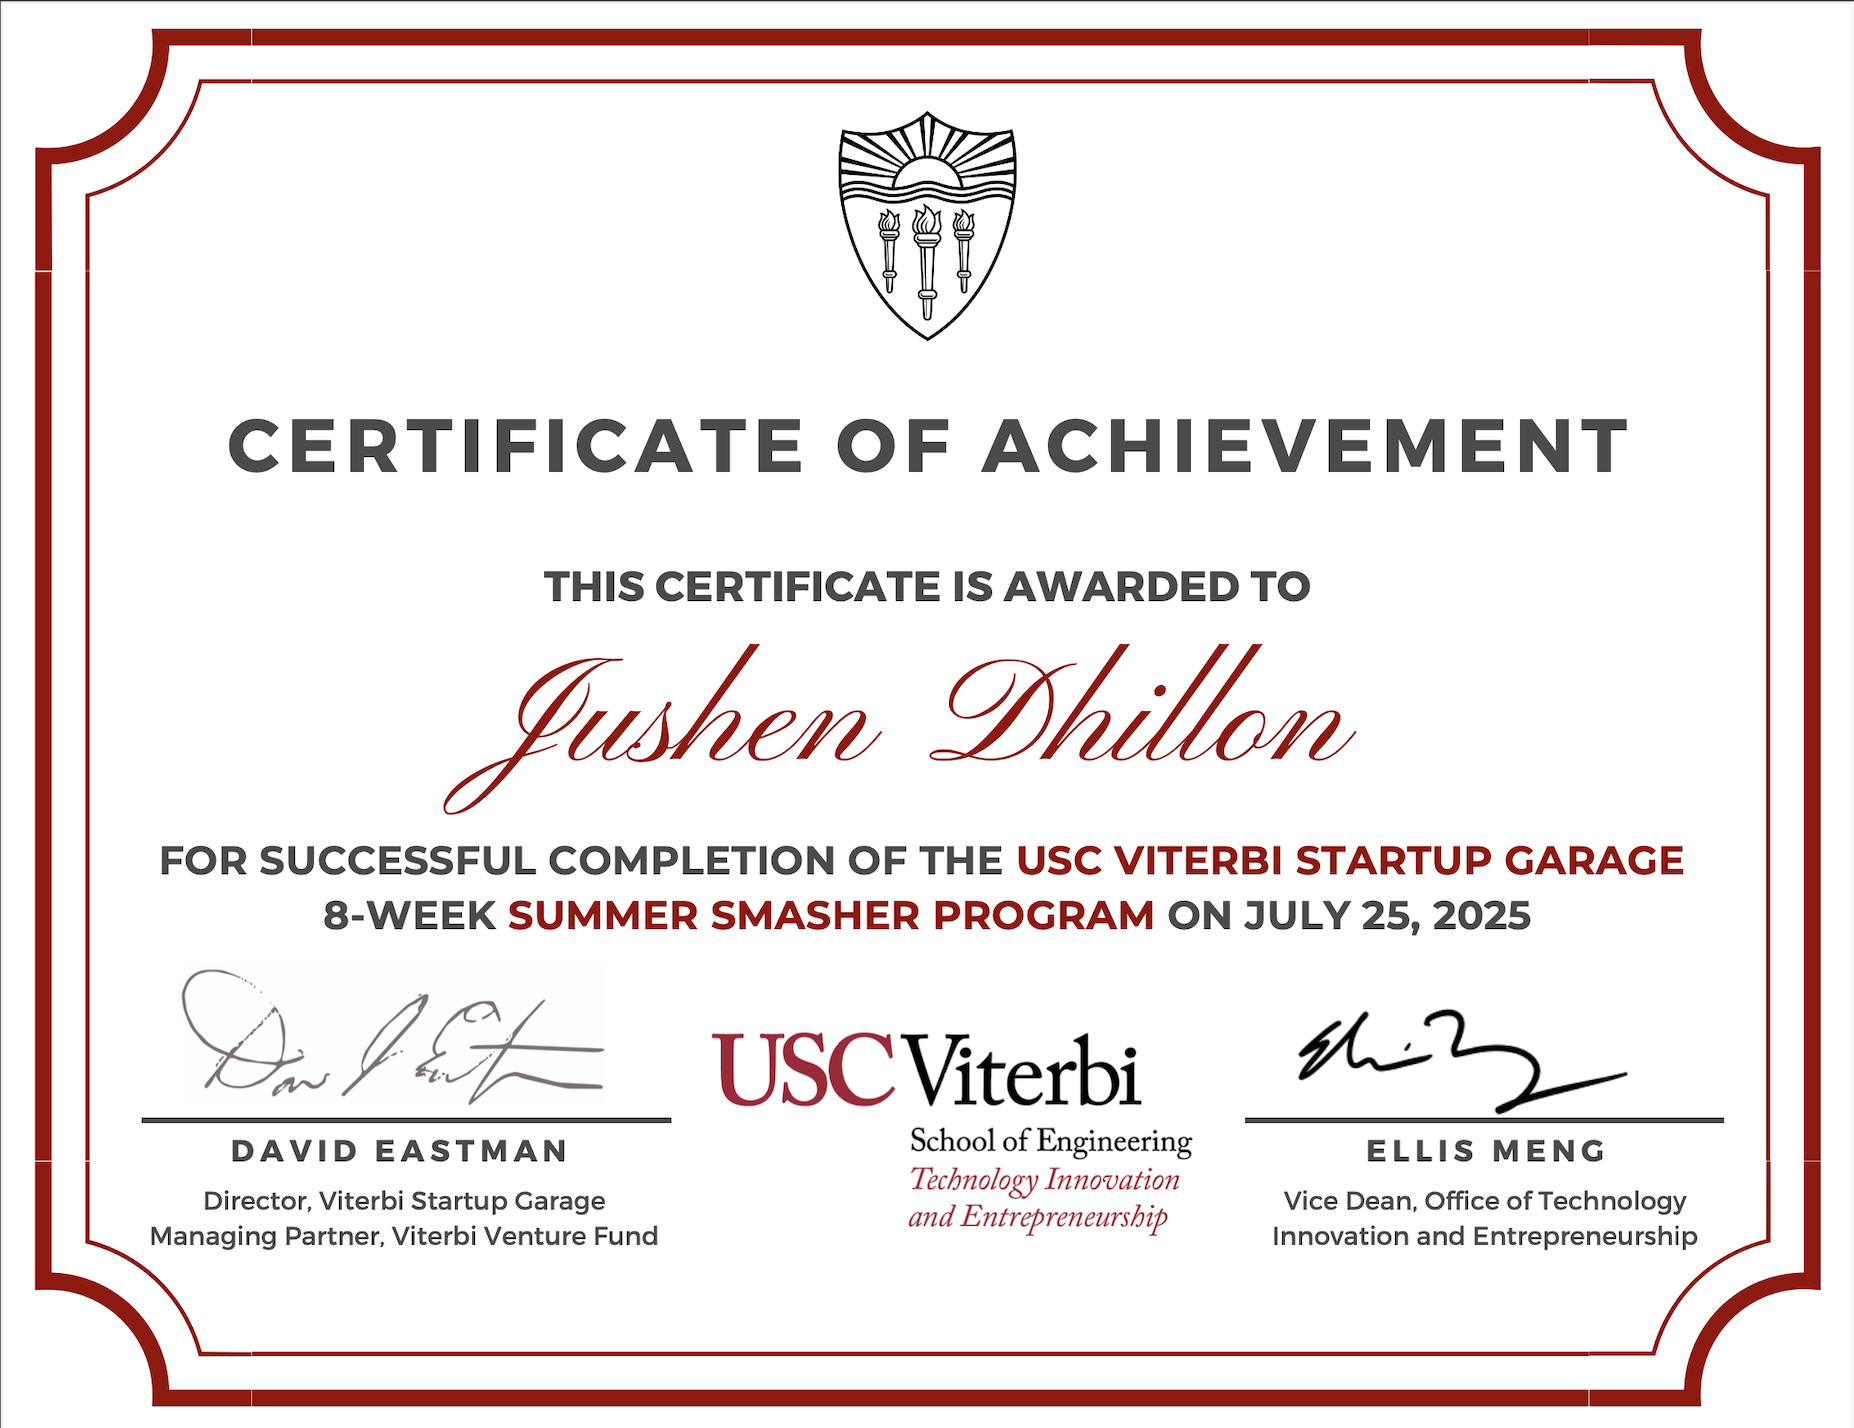 CERTIFICATE OF ACHIEVEMENT
THIS CERTIFICATE IS AWARDED TO
Jushen Dhillon
FOR SUCCESSFUL COMPLETION OF THE USC VITERBI STARTUP GARAGE
8-WEEK SUMMER SMASHER PROGRAM ON JULY 25, 2025
DAVID EASTMAN
Director, Viterbi Startup Garage
Managing Partner, Viterbi Venture Fund
USC Viterbi
School of Engineering
Technology Innovation
and Entrepreneurship
ELLIS MENG
Vice Dean, Office of Technology
Innovation and Entrepreneurship